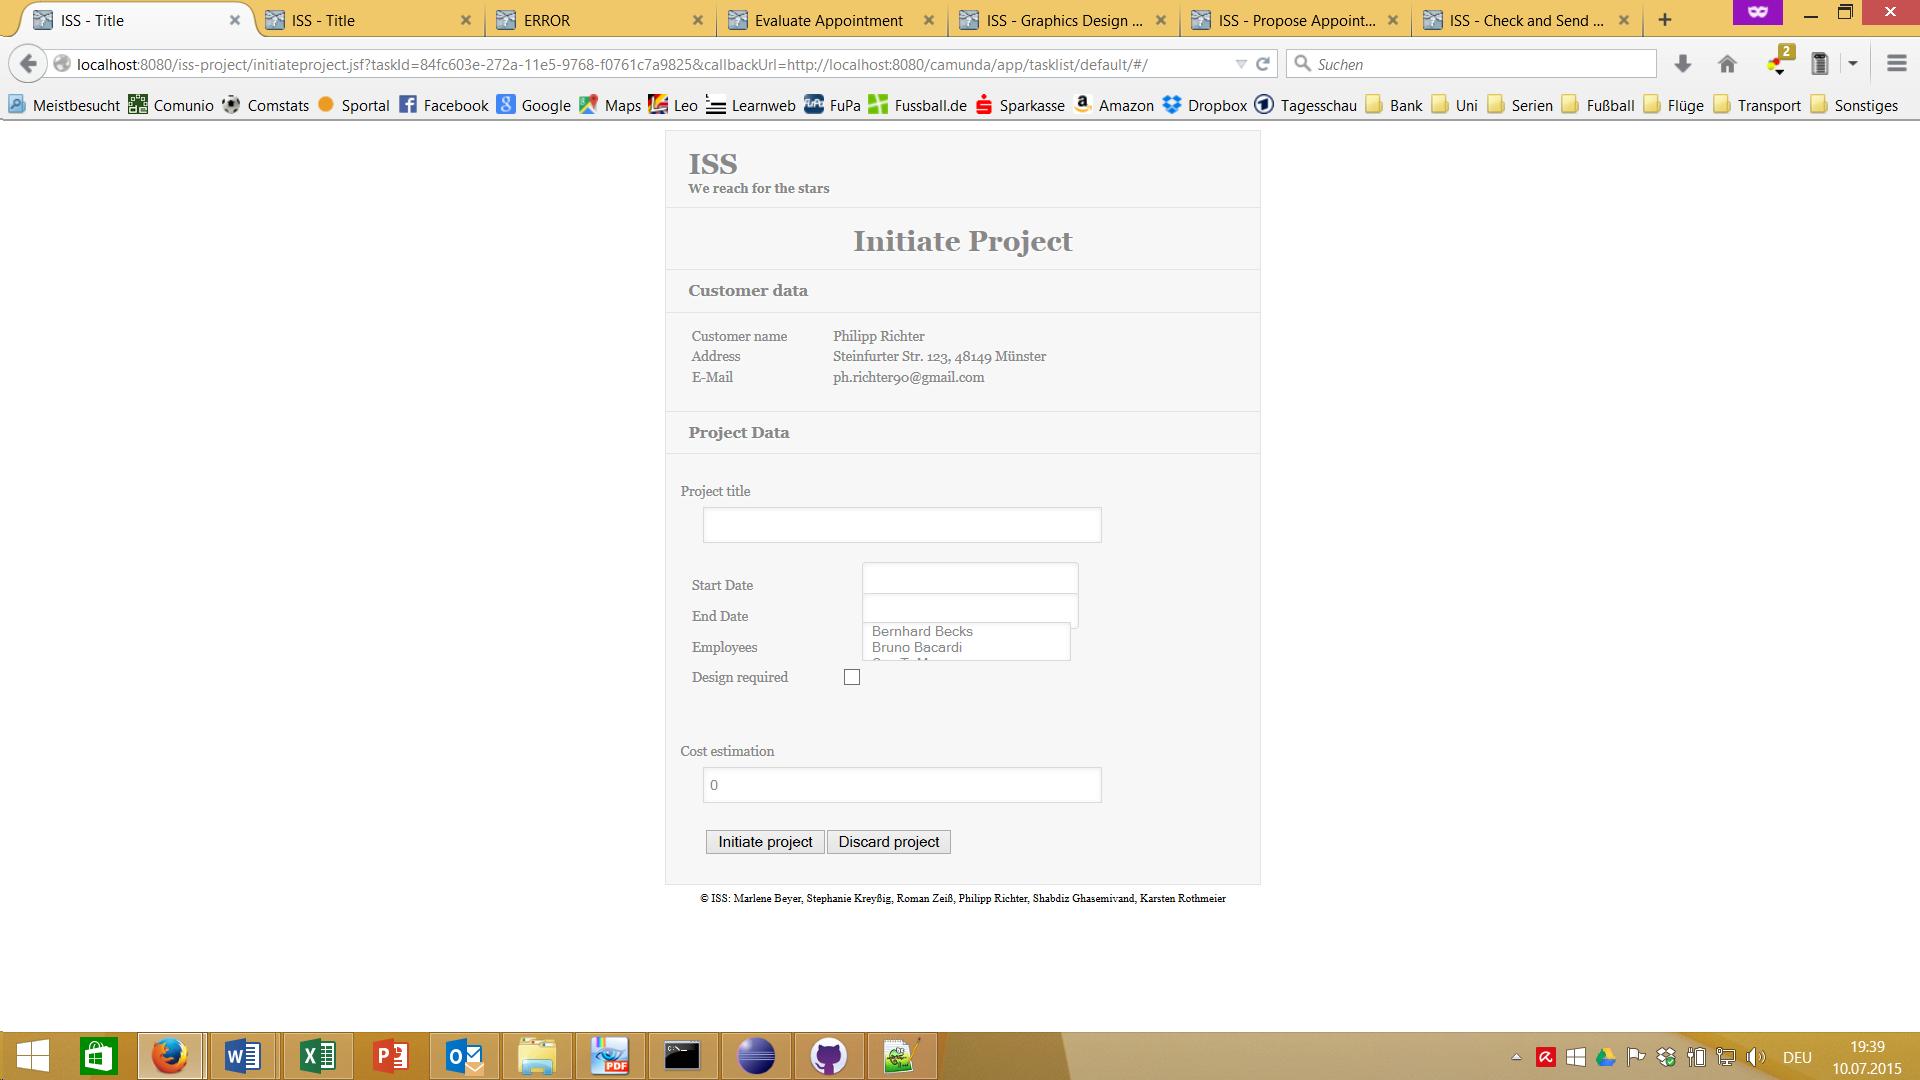 ISS - Title
ISS - Title
ERROR
Evaluate Appointment
ISS - Graphics Design ...
ISS - Propose Appoint...
ISS - Check and Send ...
localhost:8080/iss-project/initiateproject.jsf?taskId=84fc603e-272a-11e5-9768-f0761c7a9825&callbackUrl=http://localhost:8080/camunda/app/tasklist/default/#/
Suchen
2
Meistbesucht Comunio Comstats Sportal Facebook Google Maps Leo Learnweb FuPa Fussball.de Sparkasse Amazon Dropbox Tagesschau Bank Uni Serien Fußball Flüge Transport Sonstiges
ISS
We reach for the stars
Initiate Project
Customer data
Customer name Philipp Richter
Address Steinfurter Str. 123, 48149 Münster
E-Mail ph.richter90@gmail.com
Project Data
Project title
Start Date
End Date
Employees
Bernhard Becks
Bruno Bacardi
Design required
Cost estimation
0
Initiate project Discard project
© ISS: Marlene Beyer, Stephanie Kreyßig, Roman Zeiß, Philipp Richter, Shabdiz Ghasemivand, Karsten Rothmeier
DEU
19:39
10.07.2015